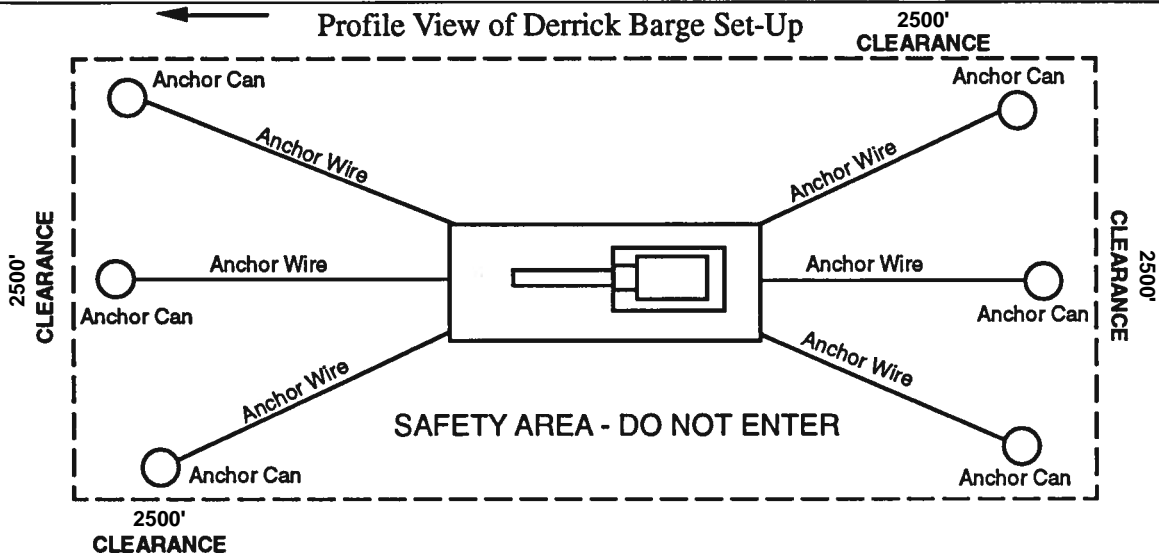 Profile View of Derrick Barge Set-Up
2500'
CLEARANCE
Anchor Can
Anchor Can
Anchor Wire
Anchor Wire
2500'
CLEARANCE
Anchor Wire
Anchor Wire
CLEARANCE
2500'
Anchor Can
Anchor Can
Anchor Wire
Anchor Wire
SAFETY AREA - DO NOT ENTER
Anchor Can
Anchor Can
2500'
CLEARANCE